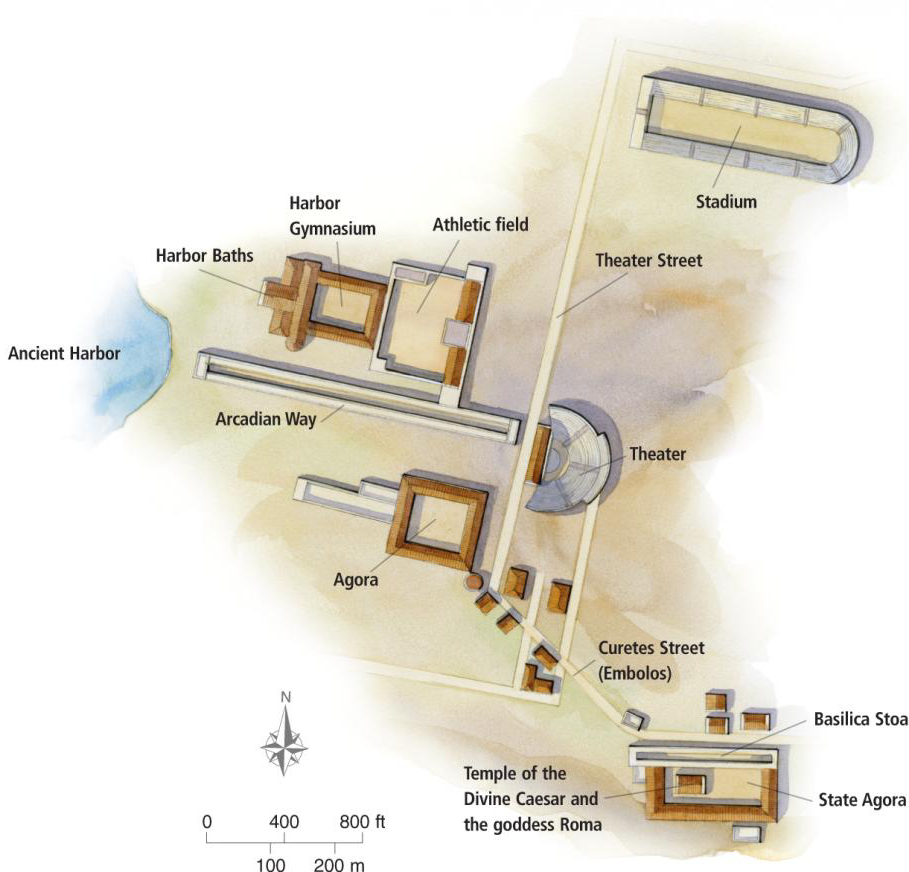 Stadium
Harbor
Gymnasium
Athletic field
Harbor Baths
Theater Street
Ancient Harbor
Arcadian Way
Theater
Agora
Curetes Street
(Embolos)
N
Basilica Stoa
Temple of the
Divine Caesar and
the goddess Roma
State Agora
0 400 800 ft
100 200 m